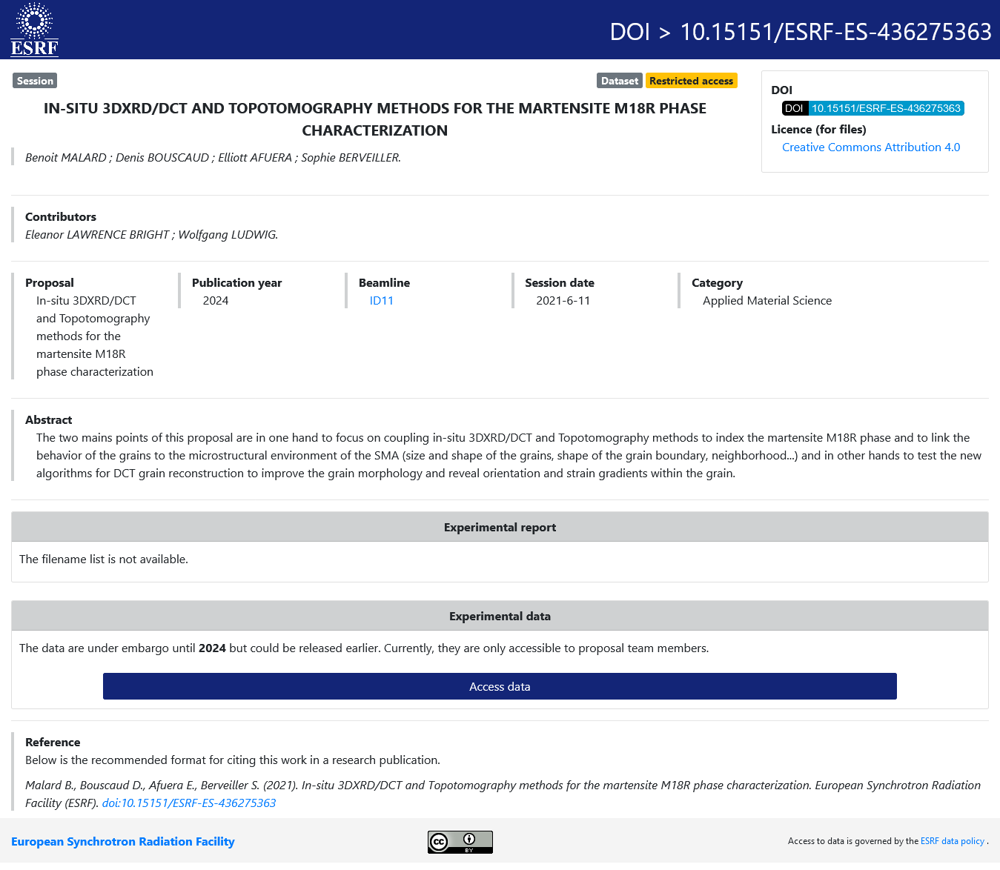 ESRF
DOI > 10.15151/ESRF-ES-436275363
Session
Dataset Restricted access
IN-SITU 3DXRD/DCT AND TOPOTOMOGRAPHY METHODS FOR THE MARTENSITE M18R PHASE
CHARACTERIZATION
Benoit MALARD ; Denis BOUSCAUD ; Elliott AFUERA ; Sophie BERVEILLER.
DOI
DOI 10.15151/ESRF-ES-436275363
Licence (for files)
Creative Commons Attribution 4.0
Contributors
Eleanor LAWRENCE BRIGHT ; Wolfgang LUDWIG.
Proposal
In-situ 3DXRD/DCT
and Topotomography
methods for the
martensite M18R
phase characterization
Publication year
2024
Beamline
ID11
Session date
2021-6-11
Category
Applied Material Science
Abstract
The two mains points of this proposal are in one hand to focus on coupling in-situ 3DXRD/DCT and Topotomography methods to index the martensite M18R phase and to link the
behavior of the grains to the microstructural environment of the SMA (size and shape of the grains, shape of the grain boundary, neighborhood...) and in other hands to test the new
algorithms for DCT grain reconstruction to improve the grain morphology and reveal orientation and strain gradients within the grain.
Experimental report
The filename list is not available.
Experimental data
The data are under embargo until 2024 but could be released earlier. Currently, they are only accessible to proposal team members.
Access data
Reference
Below is the recommended format for citing this work in a research publication.
Malard B., Bouscaud D., Afuera E., Berveiller S. (2021). In-situ 3DXRD/DCT and Topotomography methods for the martensite M18R phase characterization. European Synchrotron Radiation
Facility (ESRF). doi:10.15151/ESRF-ES-436275363
European Synchrotron Radiation Facility
cc BY
Access to data is governed by the ESRF data policy .